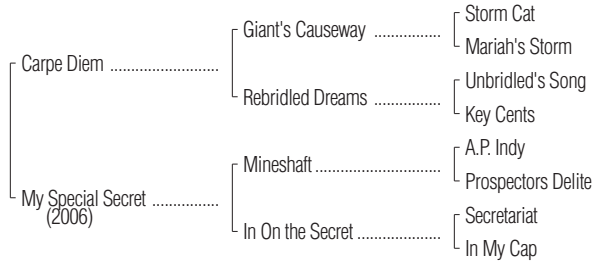 Storm Cat
Giant's Causeway ..................
Mariah's Storm
Carpe Diem ........................
Unbridled's Song
Rebridled Dreams ...............
Key Cents
A.P. Indy
Mineshaft ............................
Prospectors Delite
My Special Secret ...............
(2006)
Secretariat
In On the Secret ..................
In My Cap